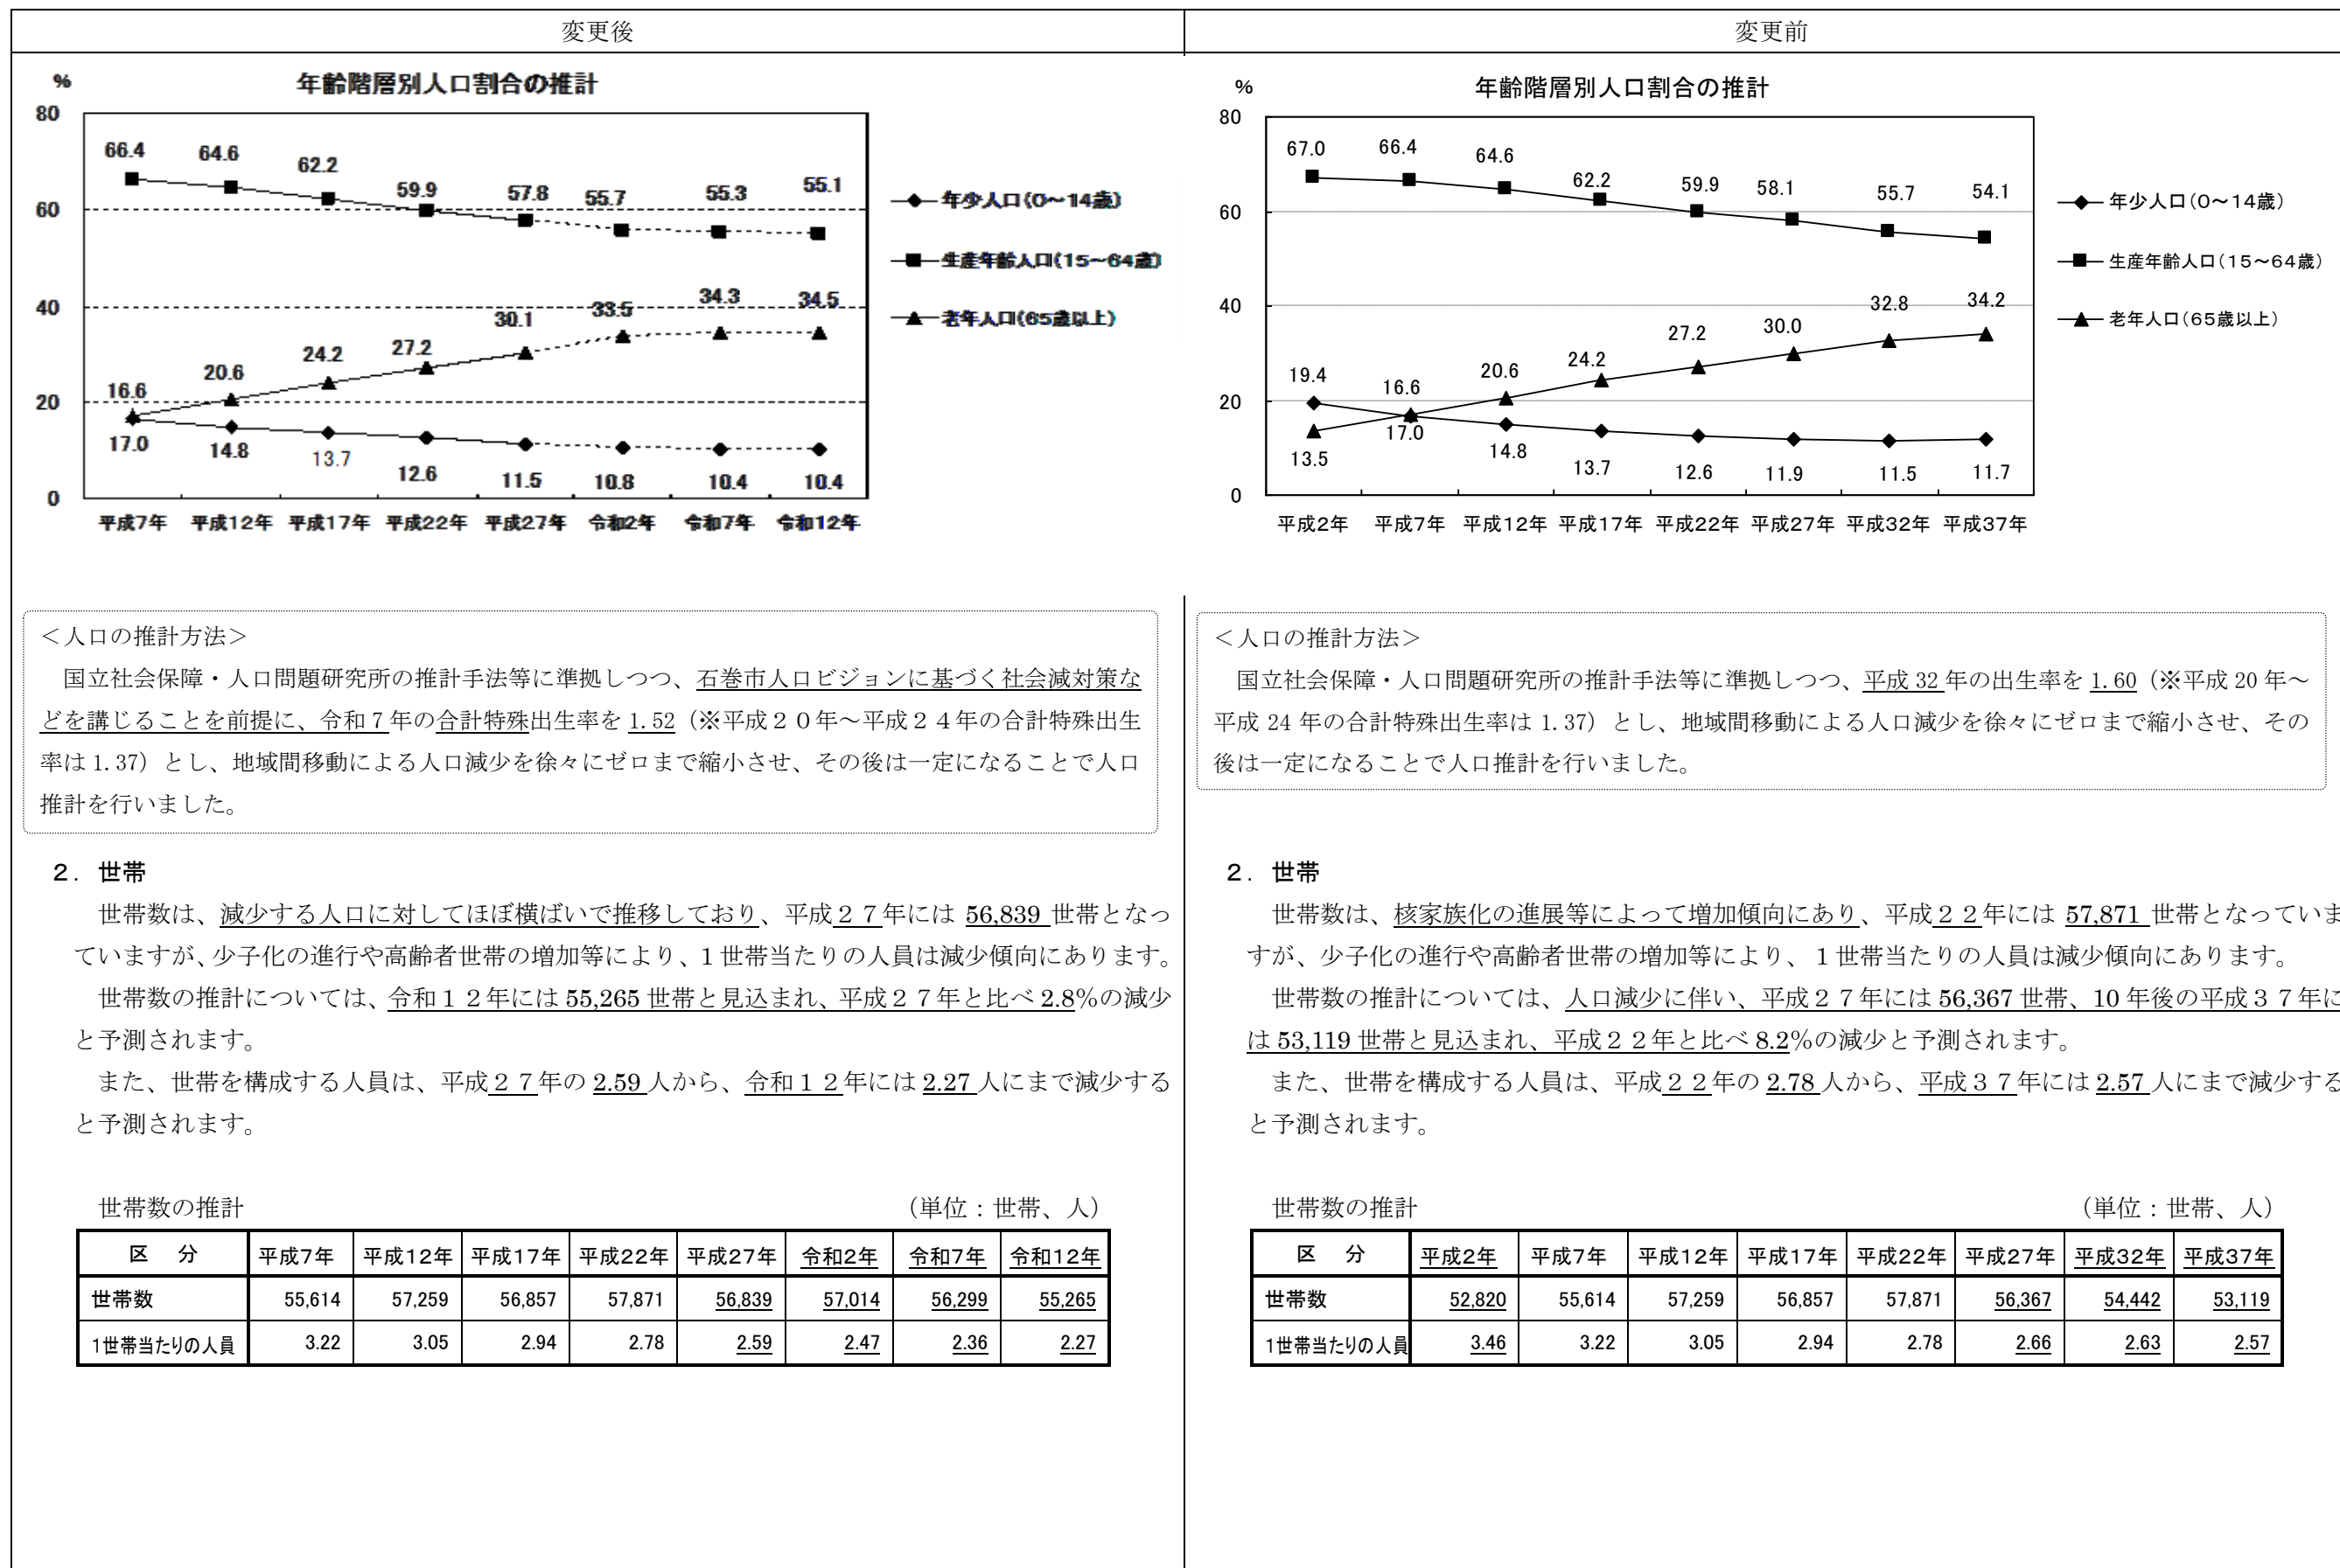 変更後
変更前
％
年齢階層別人口割合の推計
80
60
40
20
0
66.4
64.6
62.2
59.9
57.8
55.7
55.3
55.1
16.6
20.6
24.2
27.2
30.1
33.5
34.3
34.5
17.0
14.8
13.7
12.6
11.5
10.8
10.4
10.4
平成7年 平成12年 平成17年 平成22年 平成27年 令和2年 令和7年 令和12年
年少人口(0～14歳)
生産年齢人口(15～64歳)
老年人口(65歳以上)
＜人口の推計方法＞
国立社会保障・人口問題研究所の推計手法等に準拠しつつ、石巻市人口ビジョンに基づく社会減対策な
どを講じることを前提に、令和７年の合計特殊出生率を 1.52（※平成２０年～平成２４年の合計特殊出生
率は 1.37）とし、地域間移動による人口減少を徐々にゼロまで縮小させ、その後は一定になることで人口
推計を行いました。
２．世帯
世帯数は、減少する人口に対してほぼ横ばいで推移しており、平成２７年には 56,839 世帯となっ
ていますが、少子化の進行や高齢者世帯の増加等により、１世帯当たりの人員は減少傾向にあります。
世帯数の推計については、令和１２年には 55,265 世帯と見込まれ、平成２７年と比べ 2.8％の減少
と予測されます。
また、世帯を構成する人員は、平成２７年の 2.59 人から、令和１２年には 2.27 人にまで減少する
と予測されます。
世帯数の推計 （単位：世帯、人）
区　分 平成7年 平成12年 平成17年 平成22年 平成27年 令和2年 令和7年 令和12年
世帯数 55,614 57,259 56,857 57,871 56,839 57,014 56,299 55,265
1世帯当たりの人員 3.22 3.05 2.94 2.78 2.59 2.47 2.36 2.27
％
年齢階層別人口割合の推計
80
60
40
20
0
67.0
66.4
64.6
62.2
59.9
58.1
55.7
54.1
19.4
16.6
20.6
24.2
27.2
30.0
32.8
34.2
13.5
17.0
14.8
13.7
12.6
11.9
11.5
11.7
平成2年 平成7年 平成12年 平成17年 平成22年 平成27年 平成32年 平成37年
年少人口(0～14歳)
生産年齢人口(15～64歳)
老年人口(65歳以上)
＜人口の推計方法＞
国立社会保障・人口問題研究所の推計手法等に準拠しつつ、平成 32 年の出生率を 1.60（※平成 20 年～
平成 24 年の合計特殊出生率は 1.37）とし、地域間移動による人口減少を徐々にゼロまで縮小させ、その
後は一定になることで人口推計を行いました。
２．世帯
世帯数は、核家族化の進展等によって増加傾向にあり、平成２２年には 57,871 世帯となっていま
すが、少子化の進行や高齢者世帯の増加等により、１世帯当たりの人員は減少傾向にあります。
世帯数の推計については、人口減少に伴い、平成２７年には 56,367 世帯、10 年後の平成３７年に
は 53,119 世帯と見込まれ、平成２２年と比べ 8.2％の減少と予測されます。
また、世帯を構成する人員は、平成２２年の 2.78 人から、平成３７年には 2.57 人にまで減少する
と予測されます。
世帯数の推計 （単位：世帯、人）
区　分 平成2年 平成7年 平成12年 平成17年 平成22年 平成27年 平成32年 平成37年
世帯数 52,820 55,614 57,259 56,857 57,871 56,367 54,442 53,119
1世帯当たりの人員 3.46 3.22 3.05 2.94 2.78 2.66 2.63 2.57